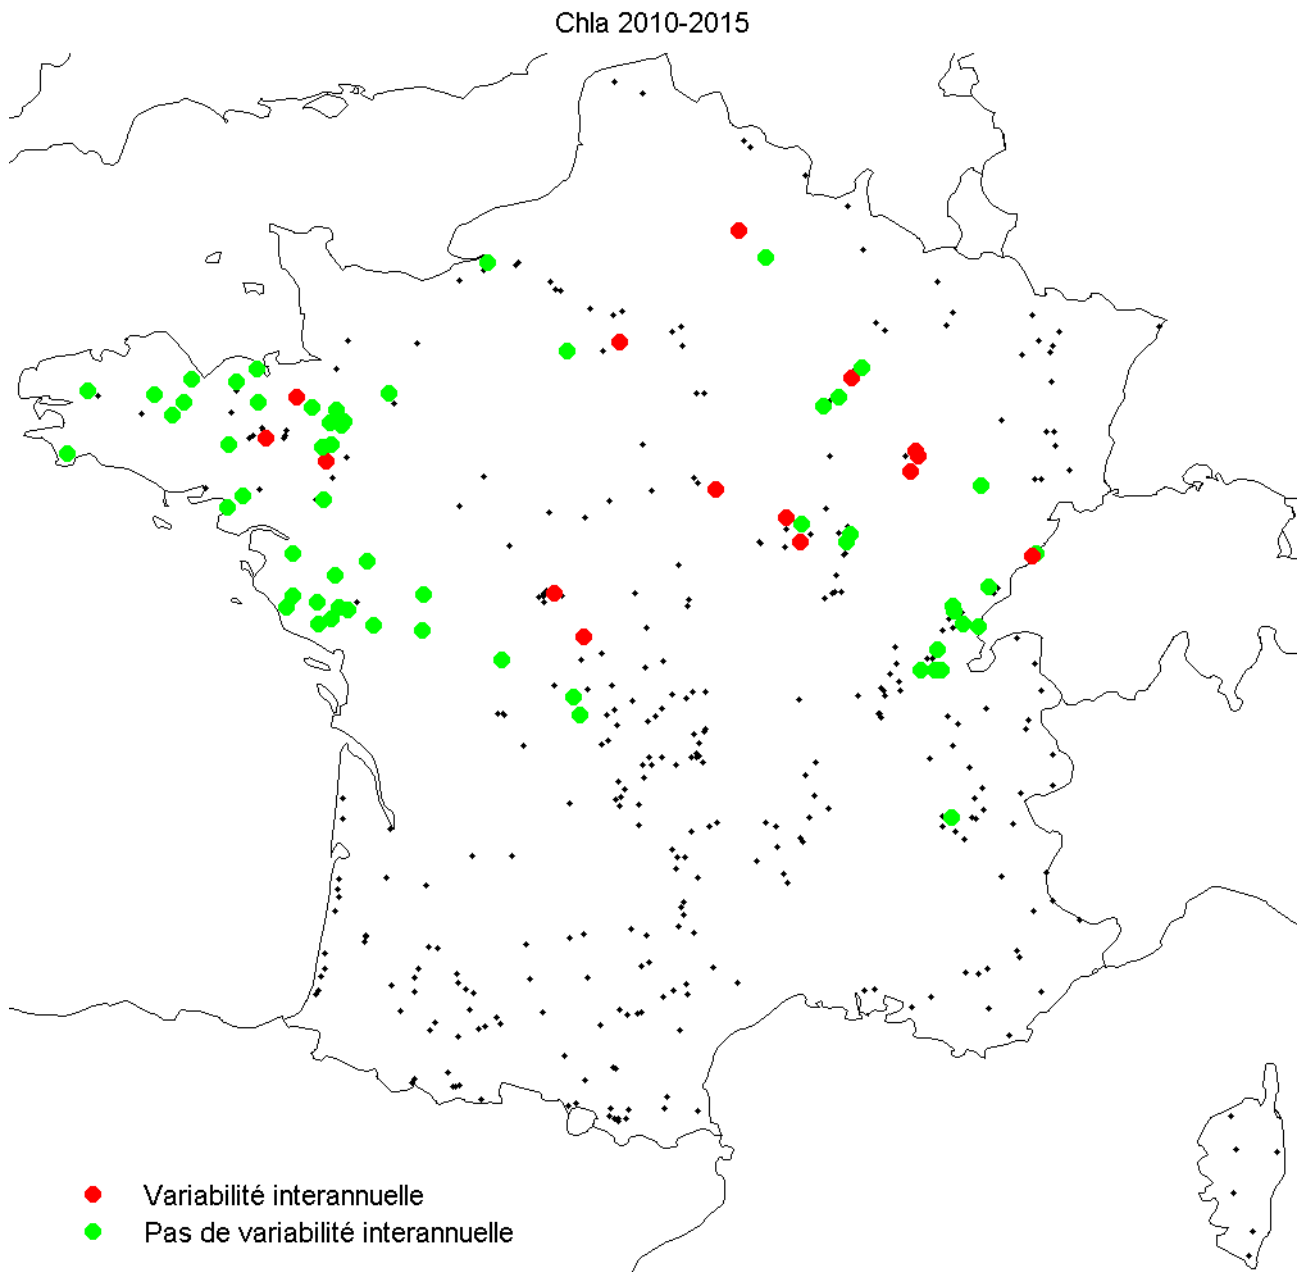 Chla 2010-2015
Variabilité interannuelle
Pas de variabilité interannuelle